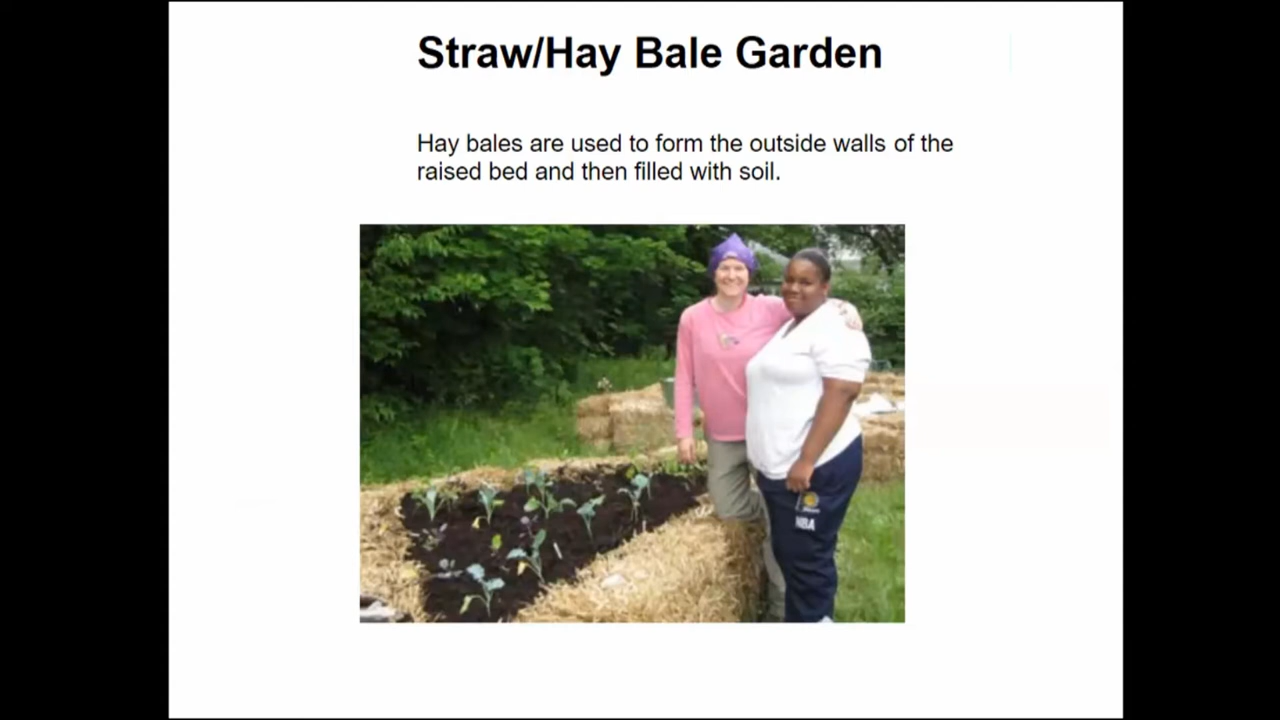 Straw/Hay Bale Garden
Hay bales are used to form the outside walls of the
raised bed and then filled with soil.
NBA